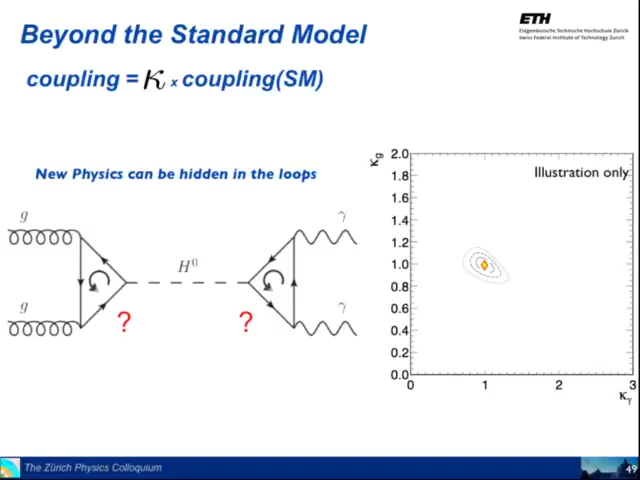 Beyond the Standard Model
ETH
Eidgenössische Technische Hochschule Zürich
Swiss Federal Institute of Technology Zurich
coupling = κ x coupling(SM)
New Physics can be hidden in the loops
g
γ
H⁰
g
γ
?
?
κg
2.0
Illustration only
1.8
1.6
1.4
1.2
1.0
0.8
0.6
0.4
0.2
0.0
0
1
2
3
κγ
The Zürich Physics Colloquium
49